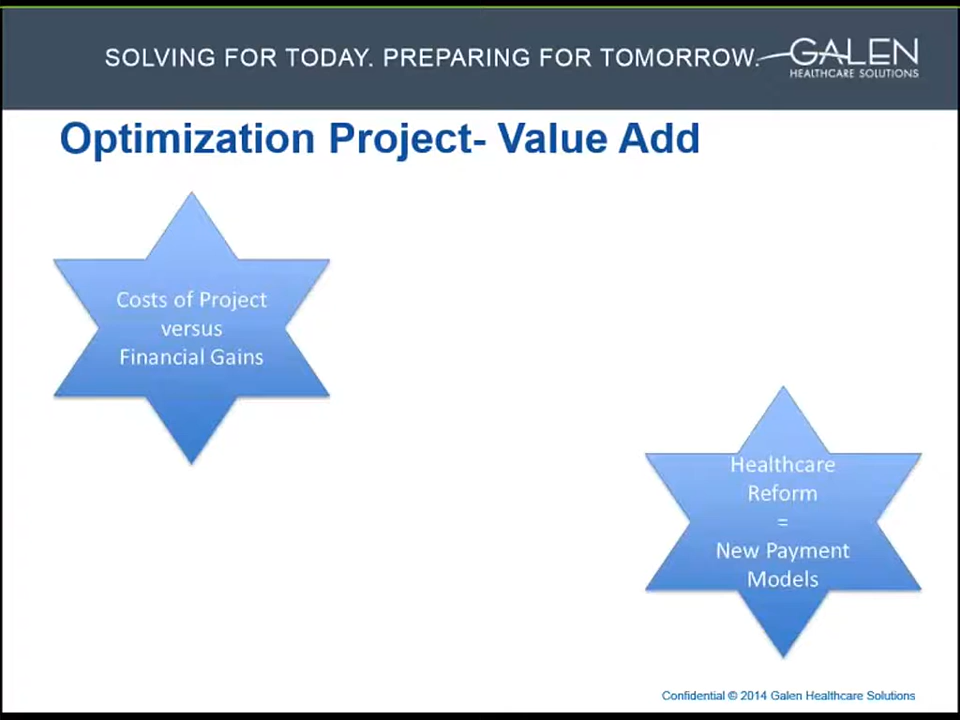 SOLVING FOR TODAY. PREPARING FOR TOMORROW.
GALEN
HEALTHCARE SOLUTIONS
Optimization Project- Value Add
Costs of Project
versus
Financial Gains
Healthcare
Reform
=
New Payment
Models
Confidential © 2014 Galen Healthcare Solutions